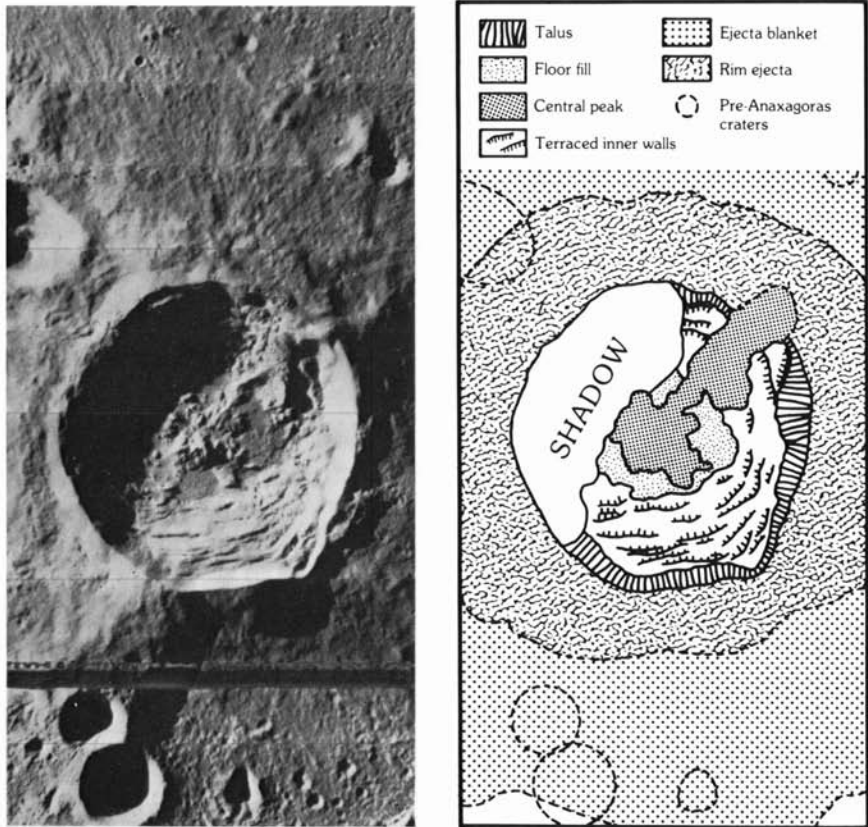 Talus
Floor fill
Central peak
Terraced inner walls
Ejecta blanket
Rim ejecta
Pre-Anaxagoras
craters
SHADOW